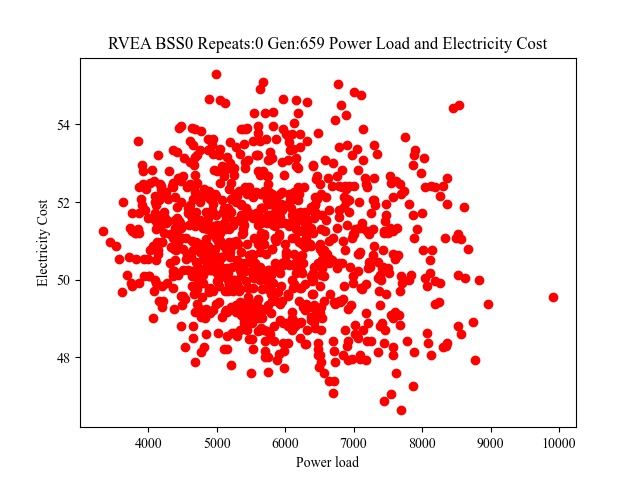 RVEA BSS0 Repeats:0 Gen:659 Power Load and Electricity Cost
54
52
50
48
Electricity Cost
4000 5000 6000 7000 8000 9000 10000
Power load